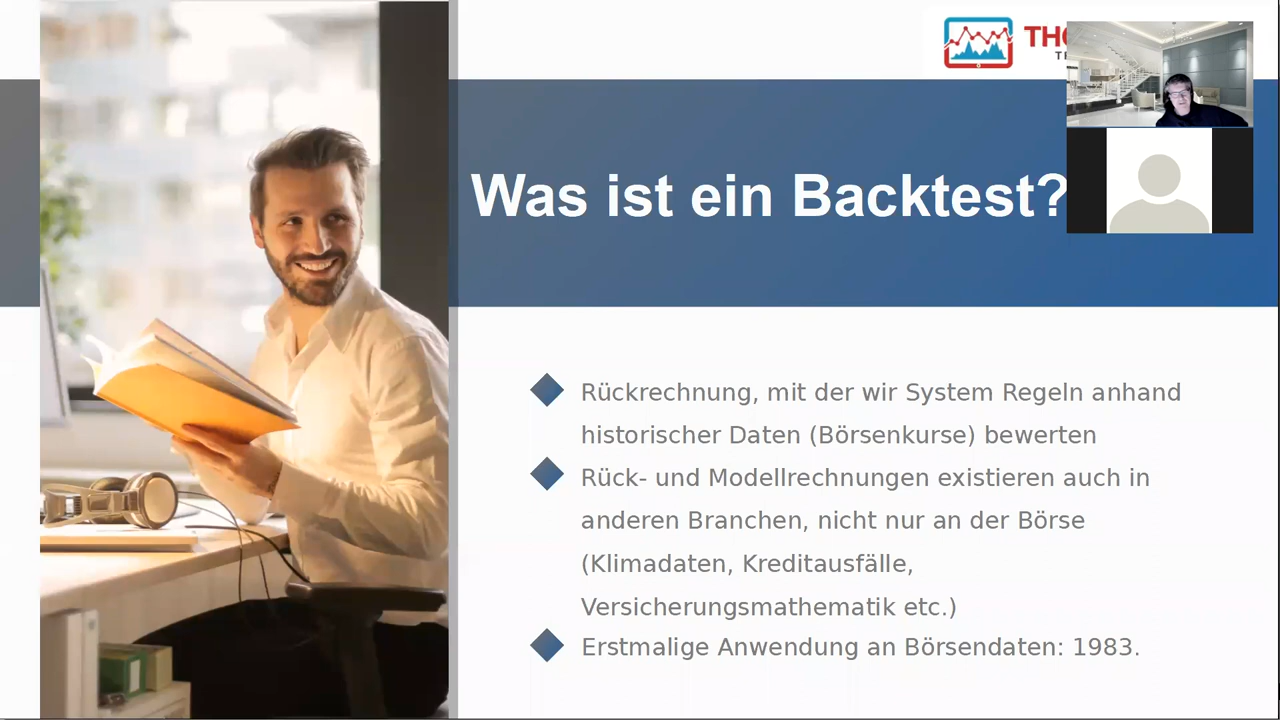 Was ist ein Backtest?
Rückrechnung, mit der wir System Regeln anhand
historischer Daten (Börsenkurse) bewerten
Rück- und Modellrechnungen existieren auch in
anderen Branchen, nicht nur an der Börse
(Klimadaten, Kreditausfälle,
Versicherungsmathematik etc.)
Erstmalige Anwendung an Börsendaten: 1983.